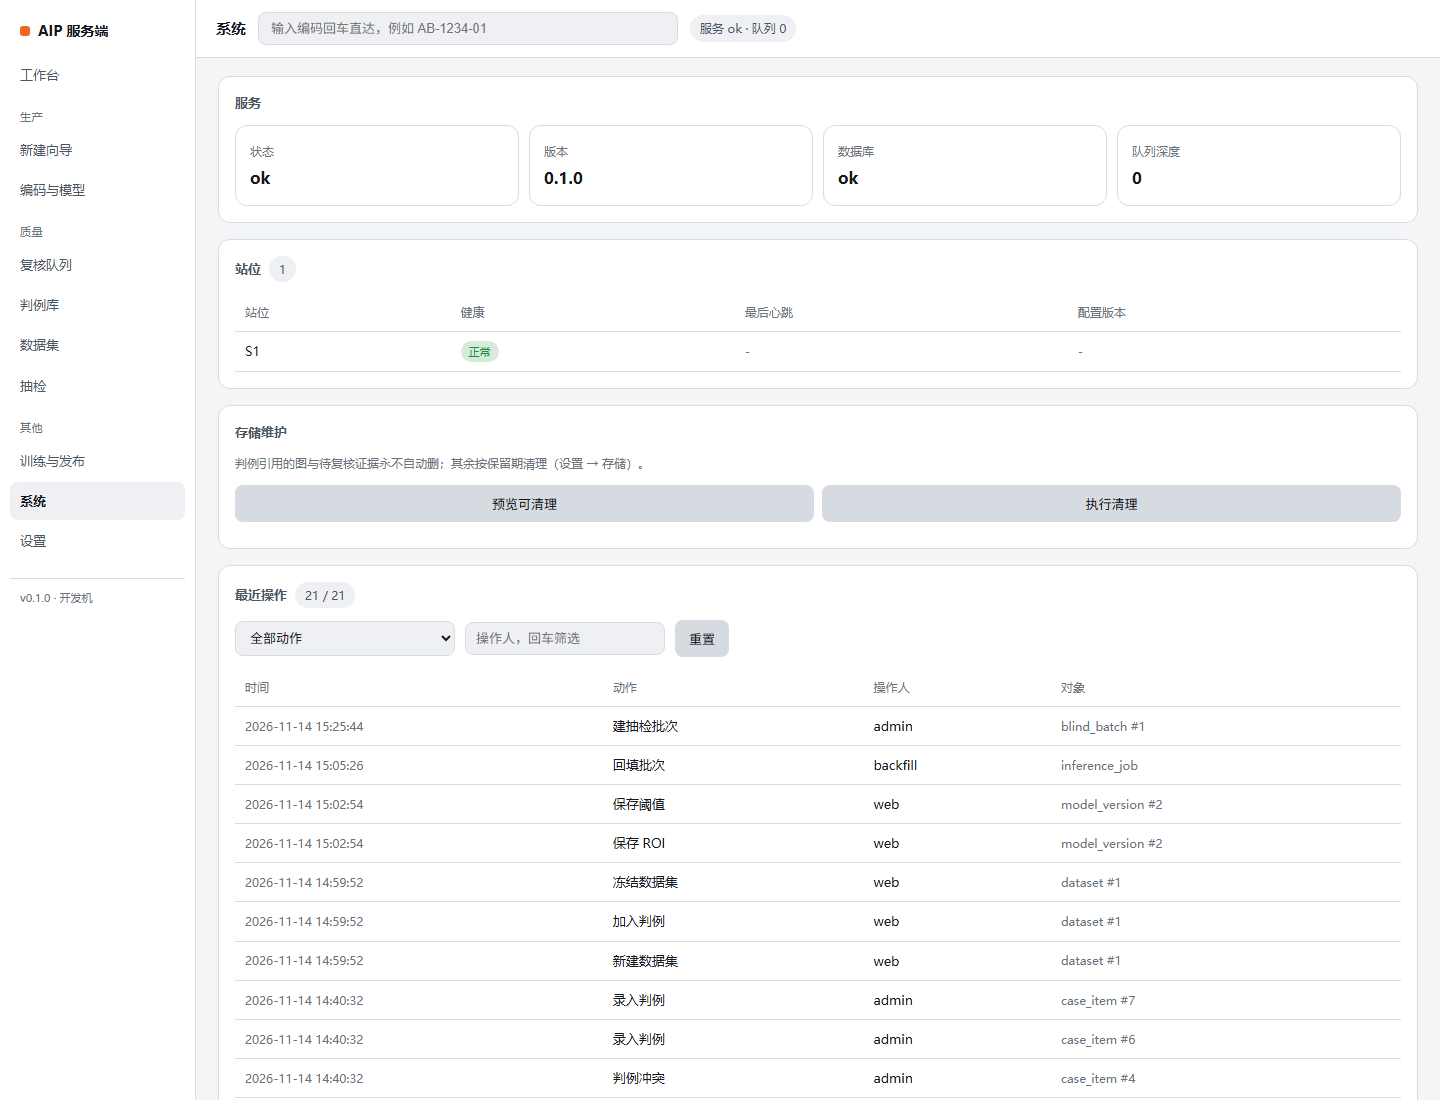 AIP 服务端
工作台
生产
新建向导
编码与模型
质量
复核队列
判例库
数据集
抽检
其他
训练与发布
系统
设置
v0.1.0 · 开发机
系统
输入编码回车直达，例如 AB-1234-01
服务 ok · 队列 0
服务
状态
ok
版本
0.1.0
数据库
ok
队列深度
0
站位 1
站位 健康 最后心跳 配置版本
S1 正常 - -
存储维护
判例引用的图与待复核证据永不自动删；其余按保留期清理（设置 → 存储）。
预览可清理 执行清理
最近操作 21 / 21
全部动作 操作人，回车筛选 重置
时间 动作 操作人 对象
2026-11-14 15:25:44 建抽检批次 admin blind_batch #1
2026-11-14 15:05:26 回填批次 backfill inference_job
2026-11-14 15:02:54 保存阈值 web model_version #2
2026-11-14 15:02:54 保存 ROI web model_version #2
2026-11-14 14:59:52 冻结数据集 web dataset #1
2026-11-14 14:59:52 加入判例 web dataset #1
2026-11-14 14:59:52 新建数据集 web dataset #1
2026-11-14 14:40:32 录入判例 admin case_item #7
2026-11-14 14:40:32 录入判例 admin case_item #6
2026-11-14 14:40:32 判例冲突 admin case_item #4